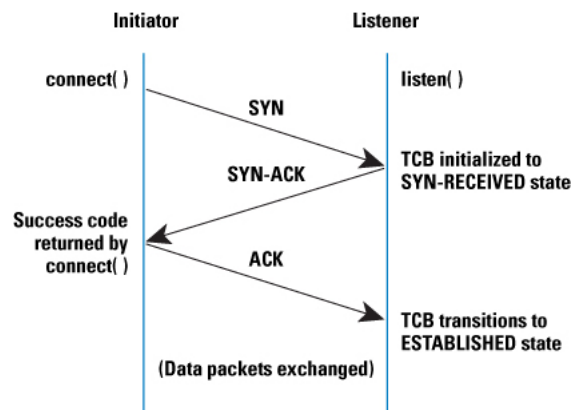 Initiator
Listener
connect( )
listen( )
SYN
TCB initialized to
SYN-RECEIVED state
SYN-ACK
Success code
returned by
connect( )
ACK
TCB transitions to
ESTABLISHED state
(Data packets exchanged)